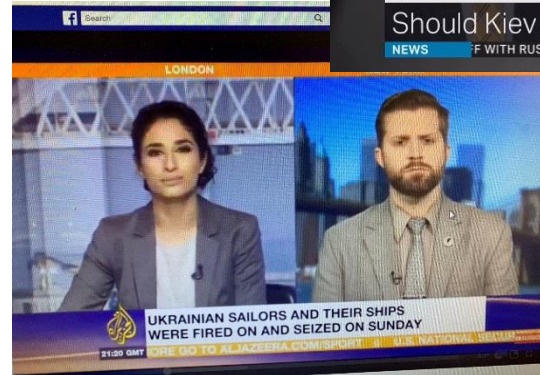 Search
Should Kiev
NEWS
FF WITH RUS
LONDON
UKRAINIAN SAILORS AND THEIR SHIPS
WERE FIRED ON AND SEIZED ON SUNDAY
21:20 GMT
ORE GO TO ALJAZEERA.COM/SPORT
U.S. NATIONAL SECUR